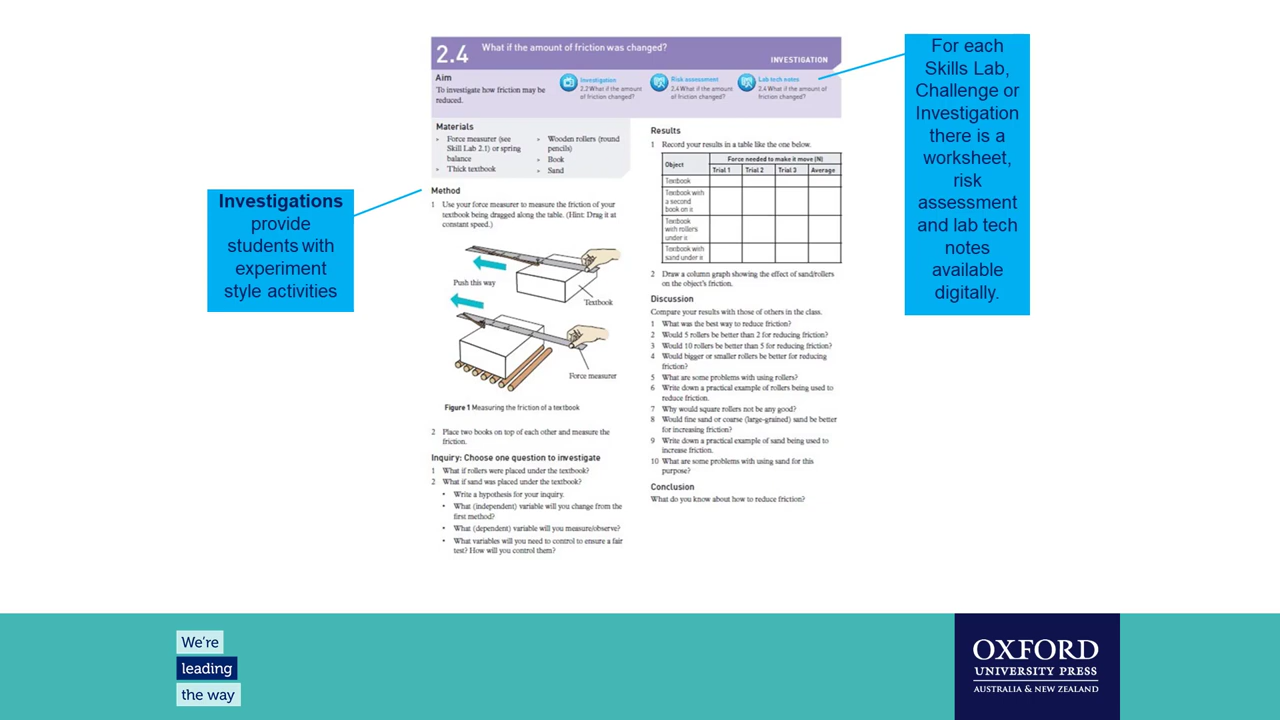 Investigations
provide
students with
experiment
style activities
2.4
What if the amount of friction was changed?
INVESTIGATION
Aim
To investigate how friction may be
reduced.
Investigation
2.2 What if the amount
of friction changed?
Risk assessment
2.4 What if the amount
of friction changed?
Lab tech notes
2.4 What if the amount of
friction changed?
Materials
Force measurer (see
Skill Lab 2.1) or spring
balance
Thick textbook
Wooden rollers (round
pencils)
Book
Sand
Method
1 Use your force measurer to measure the friction of your
textbook being dragged along the table. (Hint: Drag it at
constant speed.)
Push this way
Textbook
Force measurer
Figure 1 Measuring the friction of a textbook
2 Place two books on top of each other and measure the
friction.
Inquiry: Choose one question to investigate
1 What if rollers were placed under the textbook?
2 What if sand was placed under the textbook?
• Write a hypothesis for your inquiry.
• What (independent) variable will you change from the
first method?
• What (dependent) variable will you measure/observe?
• What variables will you need to control to ensure a fair
test? How will you control them?
Results
1 Record your results in a table like the one below.
Object
Force needed to make it move (N)
Trial 1 Trial 2 Trial 3 Average
Textbook
Textbook with
a second
book on it
Textbook
with rollers
under it
Textbook with
sand under it
2 Draw a column graph showing the effect of sand/rollers
on the object's friction.
Discussion
Compare your results with those of others in the class.
1 What was the best way to reduce friction?
2 Would 5 rollers be better than 2 for reducing friction?
3 Would 10 rollers be better than 5 for reducing friction?
4 Would bigger or smaller rollers be better for reducing
friction?
5 What are some problems with using rollers?
6 Write down a practical example of rollers being used to
reduce friction.
7 Why would square rollers not be any good?
8 Would fine sand or coarse (large-grained) sand be better
for increasing friction?
9 Write down a practical example of sand being used to
increase friction.
10 What are some problems with using sand for this
purpose?
Conclusion
What do you know about how to reduce friction?
For each
Skills Lab,
Challenge or
Investigation
there is a
worksheet,
risk
assessment
and lab tech
notes
available
digitally.
We're
leading
the way
OXFORD
UNIVERSITY PRESS
AUSTRALIA & NEW ZEALAND